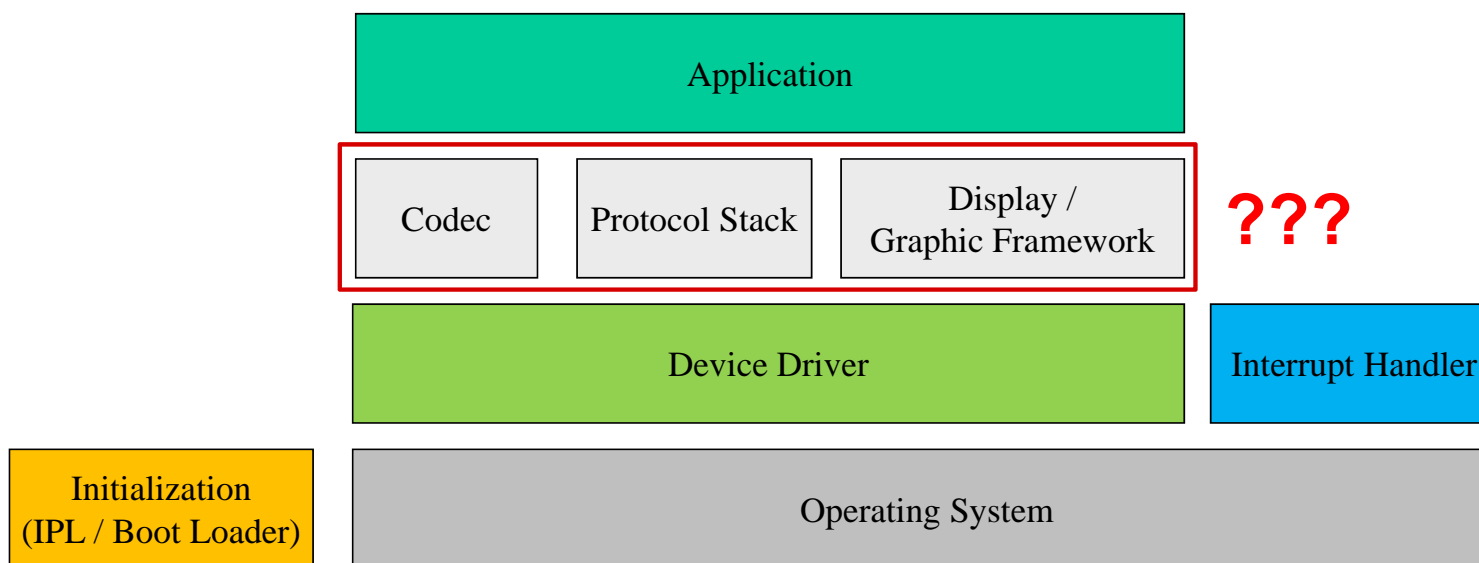 Application
Codec
Protocol Stack
Display /
Graphic Framework
???
Device Driver
Interrupt Handler
Initialization
(IPL / Boot Loader)
Operating System